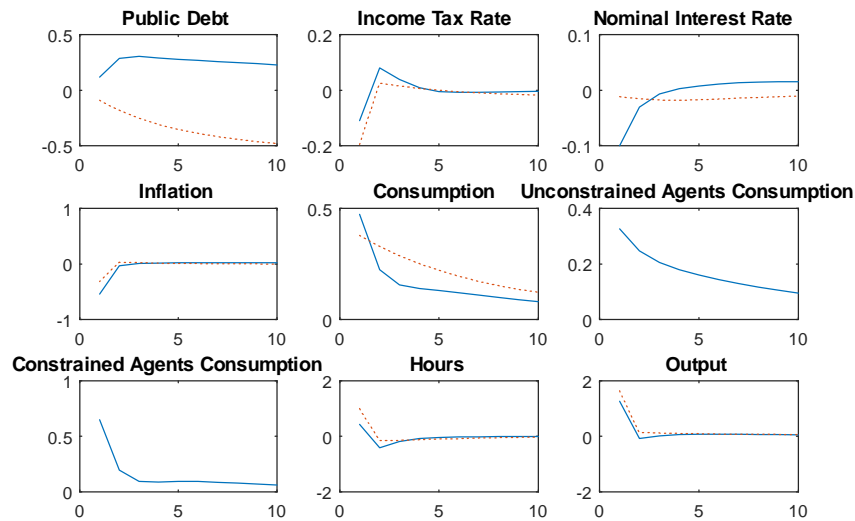 Public Debt
0.5
0
-0.5
0 5 10
Income Tax Rate
0.2
0
-0.2
0 5 10
Nominal Interest Rate
0.1
0
-0.1
0 5 10
Inflation
1
0
-1
0 5 10
Consumption
0.5
0
0 5 10
Unconstrained Agents Consumption
0.4
0.2
0
0 5 10
Constrained Agents Consumption
1
0.5
0
0 5 10
Hours
2
0
-2
0 5 10
Output
2
0
-2
0 5 10